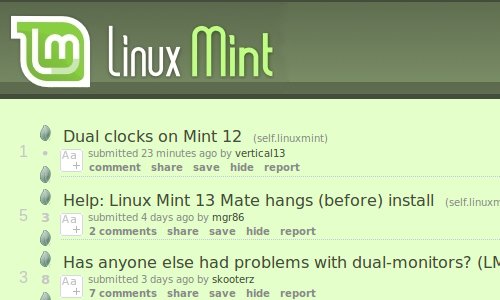 lm Linux Mint
1 • Dual clocks on Mint 12 (self.linuxmint)
Aa+ submitted 23 minutes ago by vertical13
comment share save hide report
5 3 Help: Linux Mint 13 Mate hangs (before) install (self.linuxm
Aa+ submitted 4 days ago by mgr86
2 comments share save hide report
3 8 Has anyone else had problems with dual-monitors? (LM
Aa+ submitted 3 days ago by skooterz
7 comments share save hide report